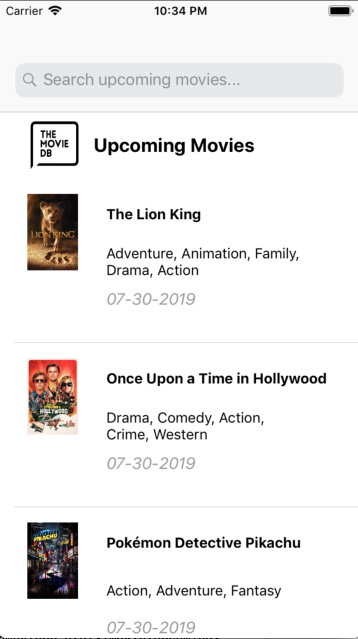 Carrier 10:34 PM
Search upcoming movies...
THE
MOVIE
DB
Upcoming Movies
The Lion King
LION KING
Adventure, Animation, Family,
Drama, Action
07-30-2019
Once Upon a Time in Hollywood
HOLLYWOOD
Drama, Comedy, Action,
Crime, Western
07-30-2019
Pokémon Detective Pikachu
PIKACHU
Action, Adventure, Fantasy
07-30-2019